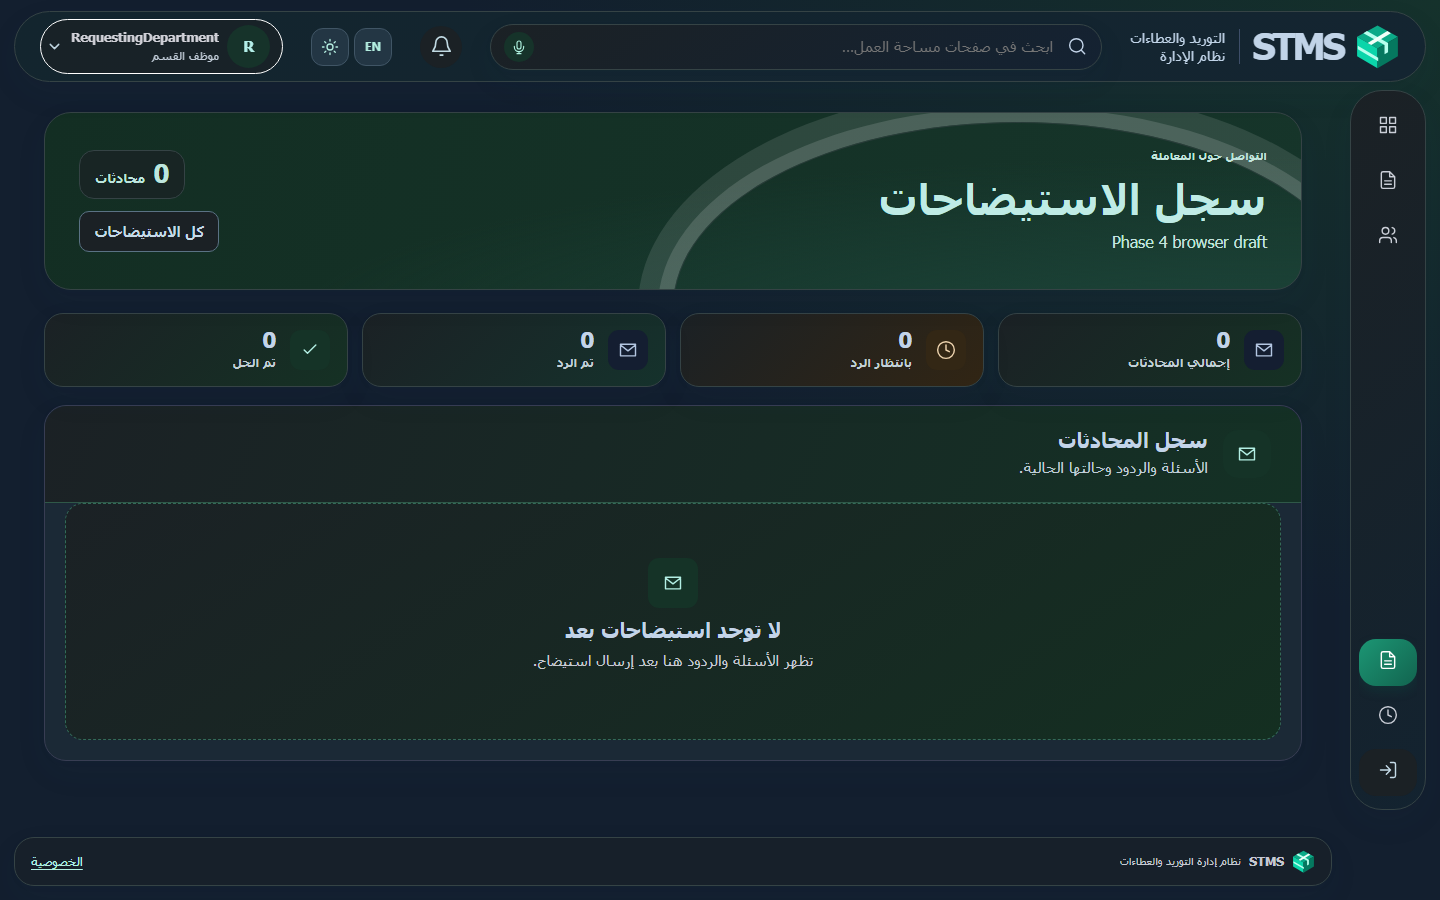 STMS
التوريد والعطاءات
نظام الإدارة
ابحث في صفحات مساحة العمل...
EN
R
RequestingDepartment
موظف القسم
التواصل حول المعاملة
سجل الاستيضاحات
Phase 4 browser draft
0 محادثات
كل الاستيضاحات
0
إجمالي المحادثات
0
بانتظار الرد
0
تم الرد
0
تم الحل
سجل المحادثات
الأسئلة والردود وحالتها الحالية.
لا توجد استيضاحات بعد
تظهر الأسئلة والردود هنا بعد إرسال استيضاح.
STMS نظام إدارة التوريد والعطاءات
الخصوصية